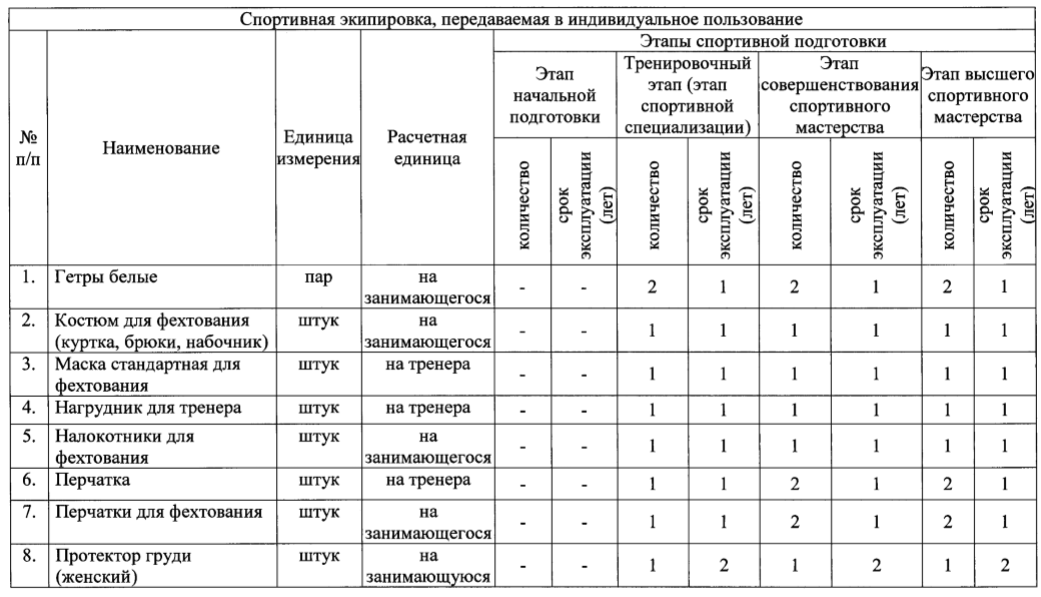 Спортивная экипировка, передаваемая в индивидуальное пользование
№ п/п
Наименование
Единица измерения
Расчетная единица
Этапы спортивной подготовки
Этап начальной подготовки
Тренировочный этап (этап спортивной специализации)
Этап совершенствования спортивного мастерства
Этап высшего спортивного мастерства
количество
срок эксплуатации (лет)
количество
срок эксплуатации (лет)
количество
срок эксплуатации (лет)
количество
срок эксплуатации (лет)
1. Гетры белые пар на занимающегося - - 2 1 2 1 2 1
2. Костюм для фехтования (куртка, брюки, набочник) штук на занимающегося - - 1 1 1 1 1 1
3. Маска стандартная для фехтования штук на тренера - - 1 1 1 1 1 1
4. Нагрудник для тренера штук на тренера - - 1 1 1 1 1 1
5. Налокотники для фехтования штук на занимающегося - - 1 1 1 1 1 1
6. Перчатка штук на тренера - - 1 1 2 1 2 1
7. Перчатки для фехтования штук на занимающегося - - 1 1 2 1 2 1
8. Протектор груди (женский) штук на занимающуюся - - 1 2 1 2 1 2